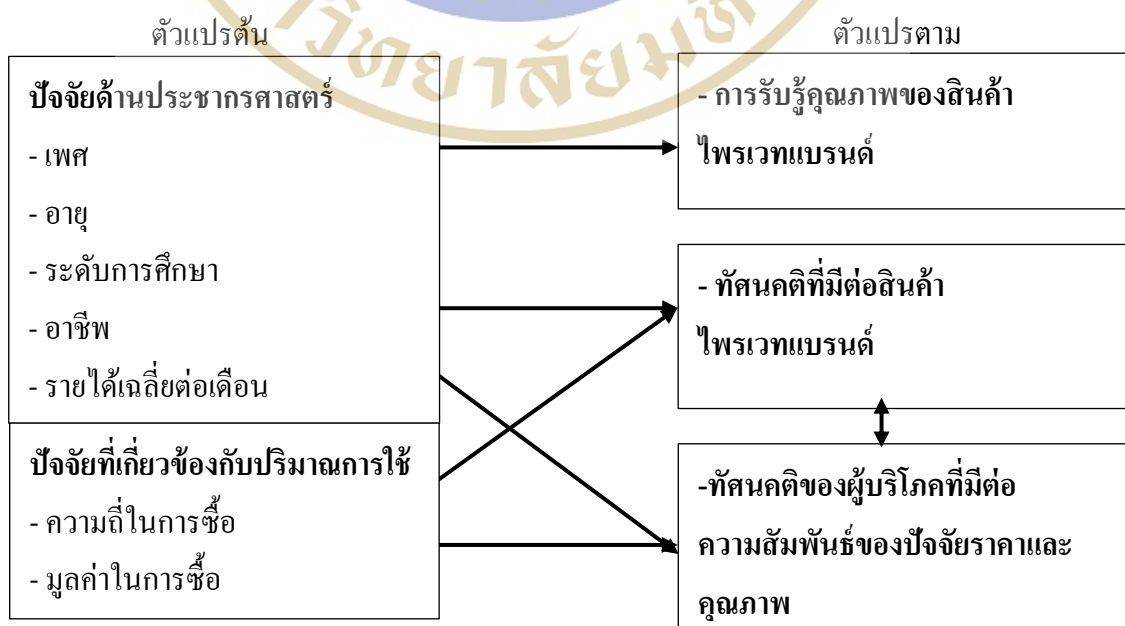 ตัวแปรต้น
ปัจจัยด้านประชากรศาสตร์
- เพศ
- อายุ
- ระดับการศึกษา
- อาชีพ
- รายได้เฉลี่ยต่อเดือน
ปัจจัยที่เกี่ยวข้องกับปริมาณการใช้
- ความถี่ในการซื้อ
- มูลค่าในการซื้อ
ตัวแปรตาม
- การรับรู้คุณภาพของสินค้า
ไพรเวทแบรนด์
- ทัศนคติที่มีต่อสินค้า
ไพรเวทแบรนด์
-ทัศนคติของผู้บริโภคที่มีต่อ
ความสัมพันธ์ของปัจจัยราคาและ
คุณภาพ
วิทยาลัยมหิ